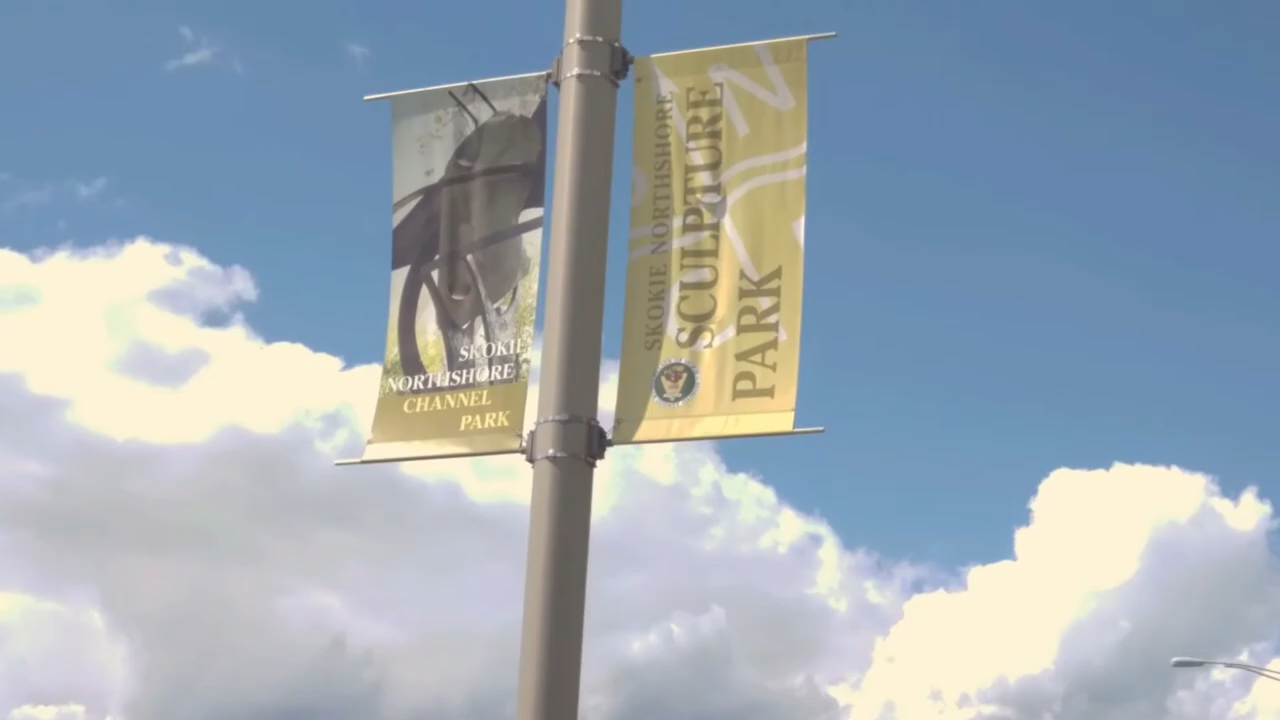 SKOKIE
NORTHSHORE
CHANNEL
PARK
SKOKIE NORTHSHORE
SCULPTURE
PARK